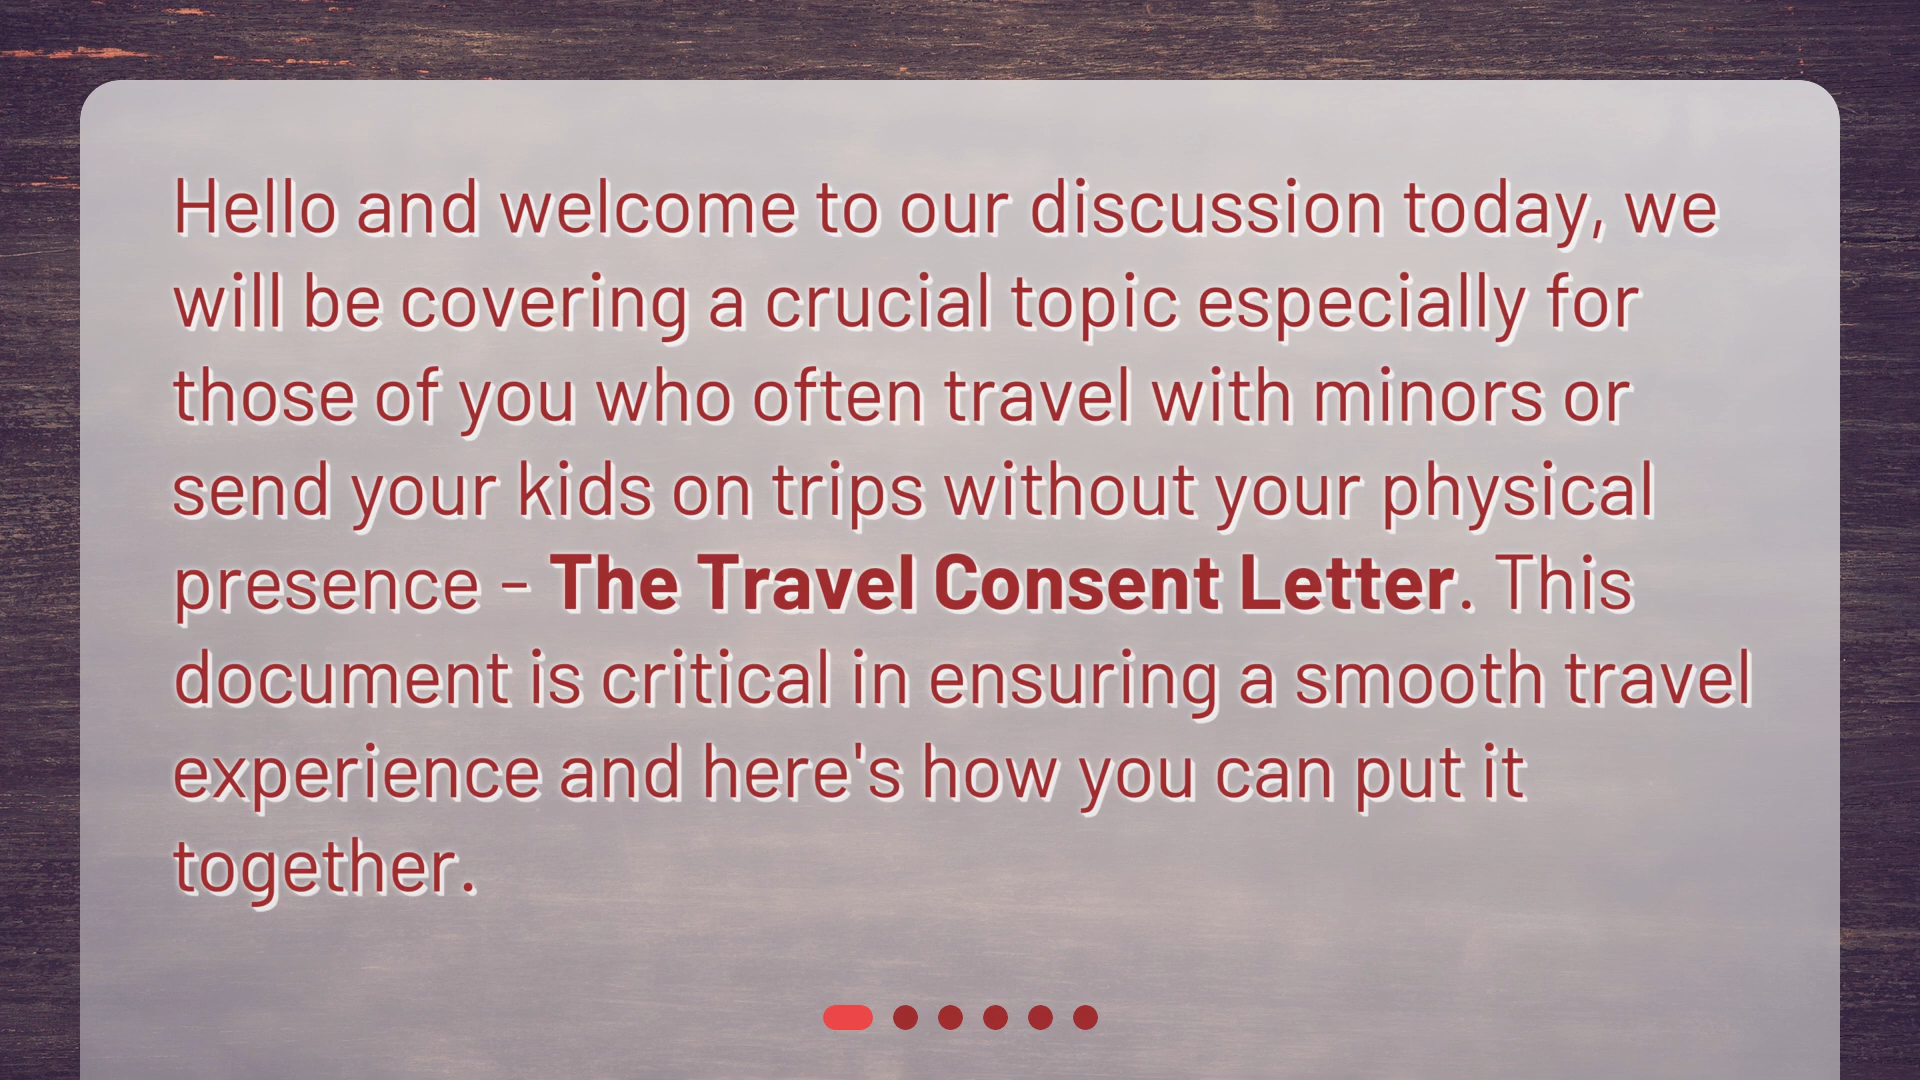 Hello and welcome to our discussion today, we
will be covering a crucial topic especially for
those of you who often travel with minors or
send your kids on trips without your physical
presence – The Travel Consent Letter. This
document is critical in ensuring a smooth travel
experience and here's how you can put it
together.